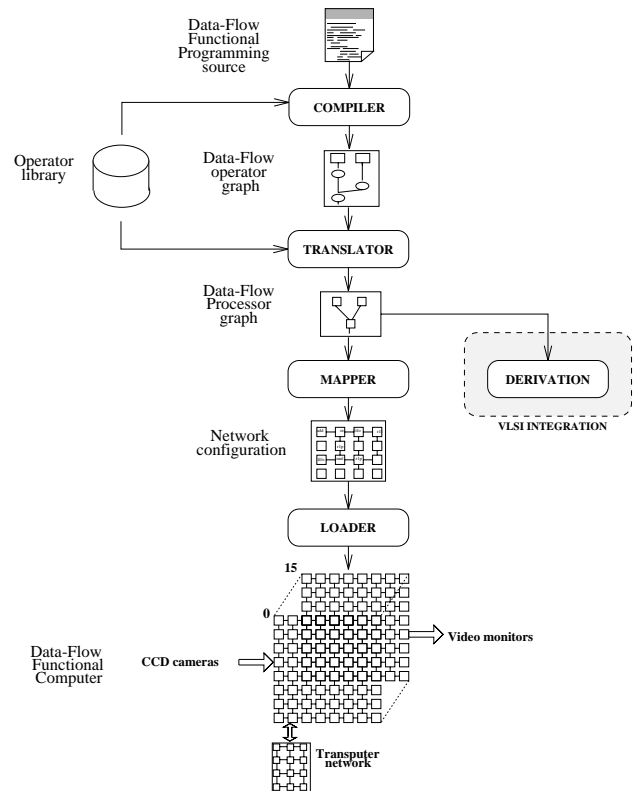 Data-Flow
Functional
Programming
source
COMPILER
Operator
library
Data-Flow
operator
graph
TRANSLATOR
Data-Flow
Processor
graph
MAPPER
DERIVATION
VLSI INTEGRATION
Network
configuration
LOADER
15
0
Data-Flow
Functional
Computer
CCD cameras
Video monitors
Transputer
network